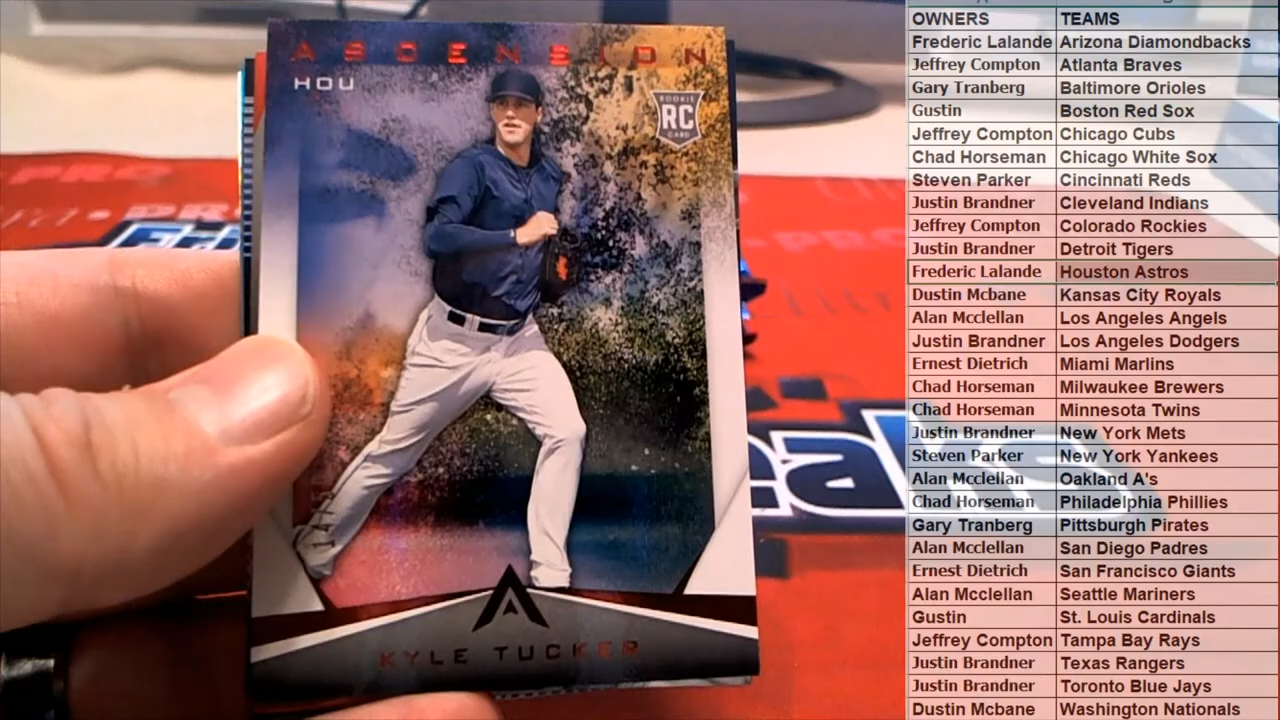 ASCENSION
HOU
ROOKIE
RC
CARD
KYLE TUCKER
OWNERS TEAMS
Frederic Lalande Arizona Diamondbacks
Jeffrey Compton Atlanta Braves
Gary Tranberg Baltimore Orioles
Gustin Boston Red Sox
Jeffrey Compton Chicago Cubs
Chad Horseman Chicago White Sox
Steven Parker Cincinnati Reds
Justin Brandner Cleveland Indians
Jeffrey Compton Colorado Rockies
Justin Brandner Detroit Tigers
Frederic Lalande Houston Astros
Dustin Mcbane Kansas City Royals
Alan Mcclellan Los Angeles Angels
Justin Brandner Los Angeles Dodgers
Ernest Dietrich Miami Marlins
Chad Horseman Milwaukee Brewers
Chad Horseman Minnesota Twins
Justin Brandner New York Mets
Steven Parker New York Yankees
Alan Mcclellan Oakland A's
Chad Horseman Philadelphia Phillies
Gary Tranberg Pittsburgh Pirates
Alan Mcclellan San Diego Padres
Ernest Dietrich San Francisco Giants
Alan Mcclellan Seattle Mariners
Gustin St. Louis Cardinals
Jeffrey Compton Tampa Bay Rays
Justin Brandner Texas Rangers
Justin Brandner Toronto Blue Jays
Dustin Mcbane Washington Nationals